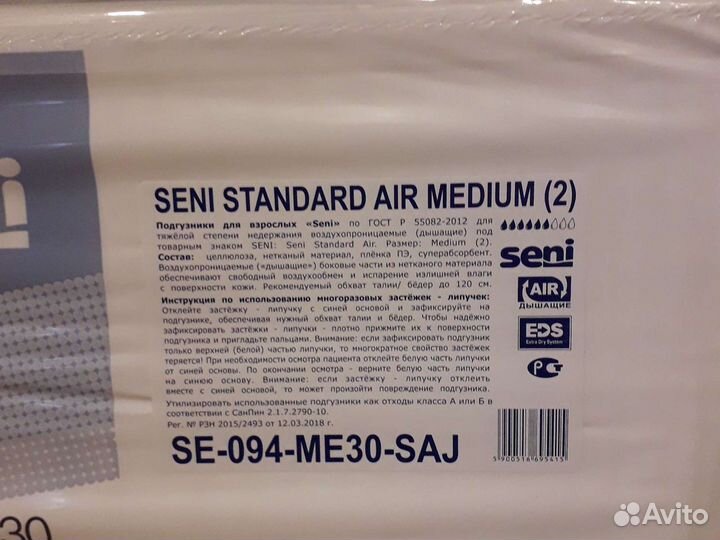 SENI STANDARD AIR MEDIUM (2)
Подгузники для взрослых «Seni» по ГОСТ Р 55082-2012 для
тяжёлой степени недержания воздухопроницаемые (дышащие) под
товарным знаком SENI: Seni Standard Air. Размер: Medium (2).
Состав: целлюлоза, нетканый материал, плёнка ПЭ, суперабсорбент.
Воздухопроницаемые («дышащие») боковые части из нетканого материала
обеспечивают свободный воздухообмен и испарение излишней влаги
с поверхности кожи. Рекомендуемый обхват талии/ бёдер до 120 см.
Инструкция по использованию многоразовых застёжек - липучек:
Отклейте застёжку - липучку с синей основой и зафиксируйте на
подгузнике, обеспечивая нужный обхват талии и бёдер. Чтобы надёжно
зафиксировать застёжки - липучки - плотно прижмите их к поверхности
подгузника и пригладьте пальцами. Внимание: если зафиксировать подгузник
только верхней (белой) частью липучки, то многократное свойство застёжек
теряется! При необходимости осмотра пациента отклейте белую часть липучки
от синей основы. По окончании осмотра - верните белую часть липучки
на синюю основу. Внимание: если застёжку - липучку отклеить
вместе с синей основой, то может произойти повреждение подгузника.
Утилизировать использованные подгузники как отходы класса А или Б в
соответствии с СанПин 2.1.7.2790-10.
Рег. № РЗН 2015/2493 от 12.03.2018 г.
SE-094-ME30-SAJ
seni
AIR
ДЫШАЩИЕ
EDS
Extra Dry System
5 900516 695415
30
Avito